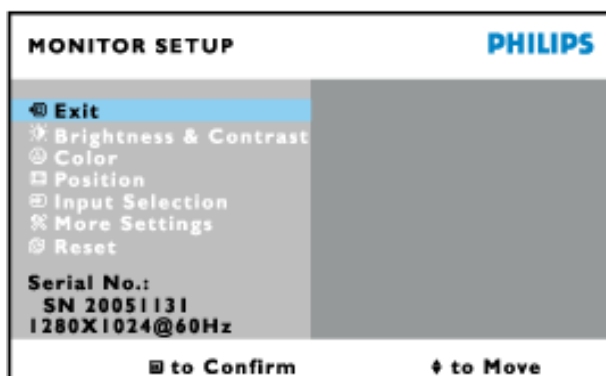 MONITOR SETUP PHILIPS
Exit
Brightness & Contrast
Color
Position
Input Selection
More Settings
Reset
Serial No.:
SN 20051131
1280X1024@60Hz
to Confirm to Move